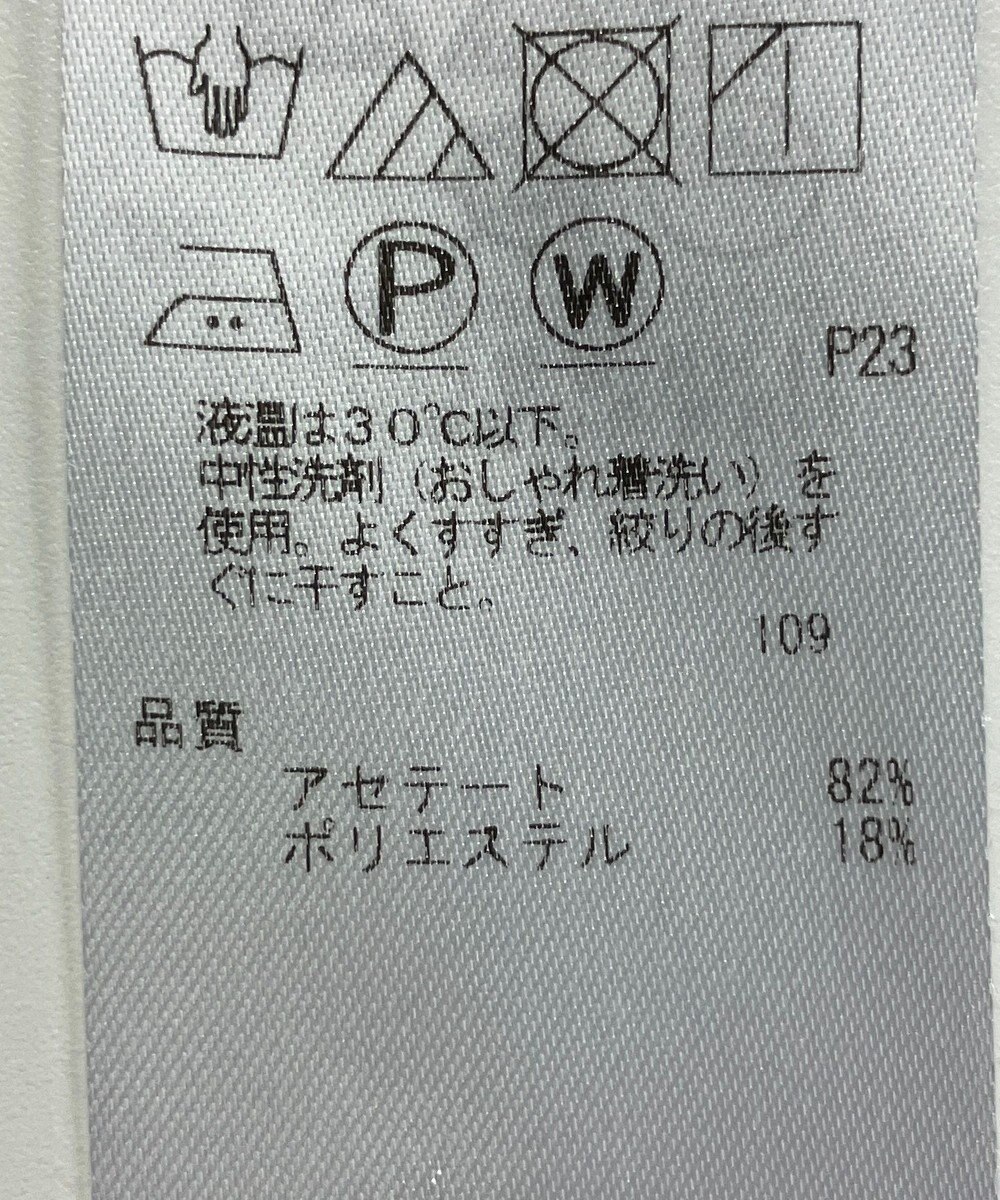 P
W
P23
液温は30℃以下。
中性洗剤（おしゃれ着洗い）を
使用。よくすすぎ、絞りの後す
ぐに干すこと。
109
品質
アセテート 82%
ポリエステル 18%